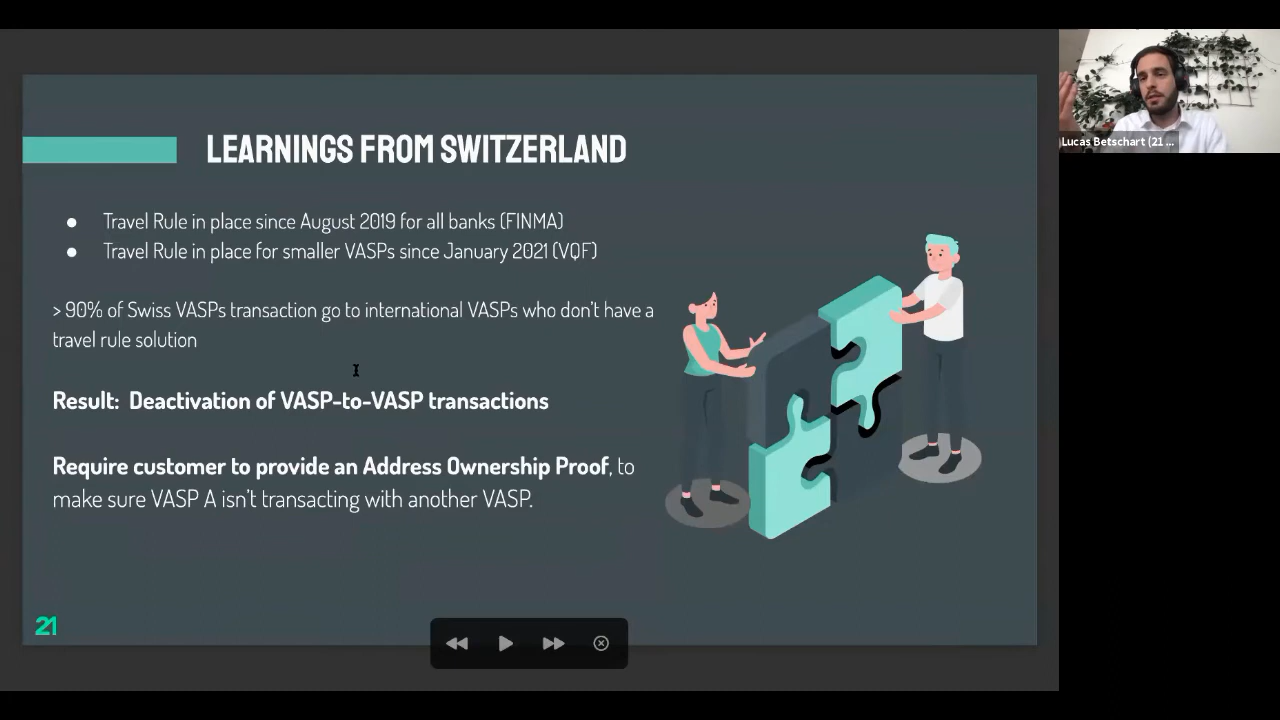 LEARNINGS FROM SWITZERLAND
● Travel Rule in place since August 2019 for all banks (FINMA)
● Travel Rule in place for smaller VASPs since January 2021 (VQF)
> 90% of Swiss VASPs transaction go to international VASPs who don't have a
travel rule solution
Result: Deactivation of VASP-to-VASP transactions
Require customer to provide an Address Ownership Proof, to
make sure VASP A isn't transacting with another VASP.
21
Lucas Betschart (21 ...